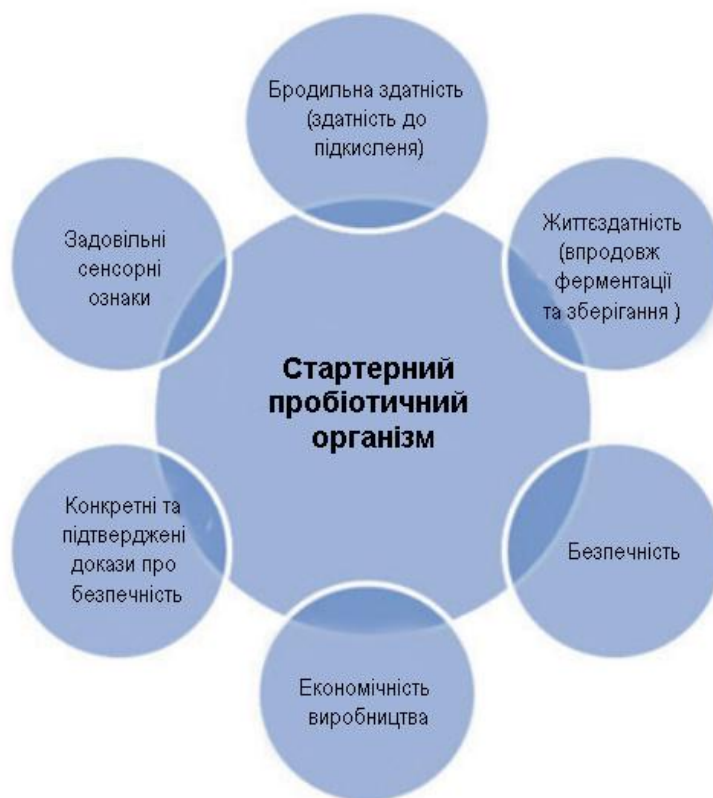 Бродильна здатність
(здатність до
підкисленя)
Життєздатність
(впродовж
ферментації
та зберігання )
Безпечність
Економічність
виробництва
Конкретні та
підтверджені
докази про
безпечність
Задовільні
сенсорні
ознаки
Стартерний
пробіотичний
організм